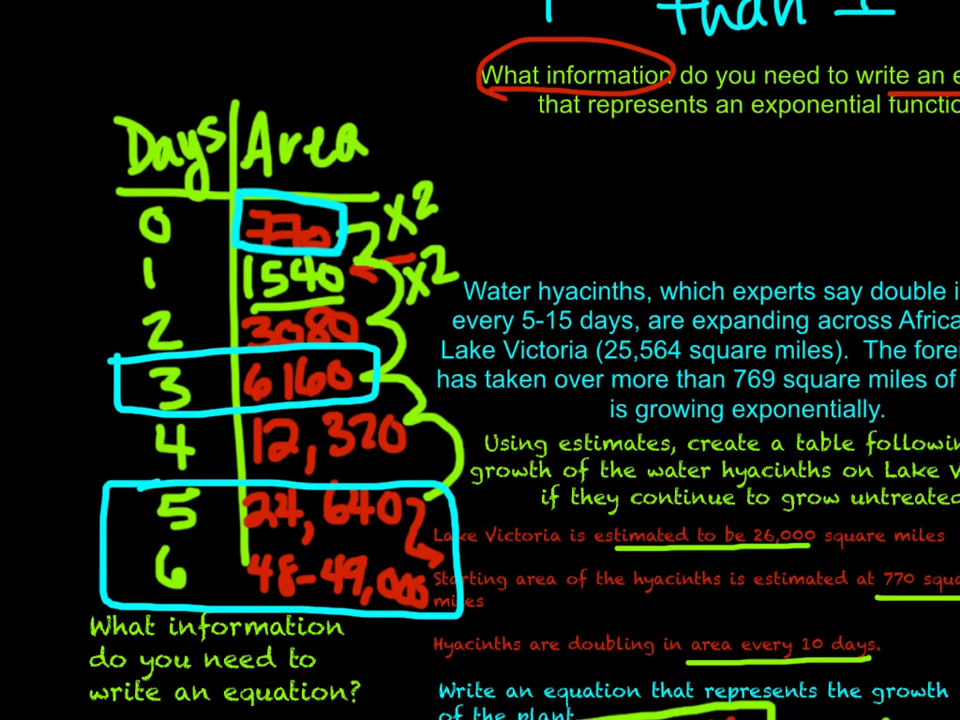 than 1
What information do you need to write an e
that represents an exponential functio
Days Area
0 770 x2
1 1540 x2
2 3080
3 6160
4 12,320
5 24,640
6 48-49,000
Water hyacinths, which experts say double i
every 5-15 days, are expanding across Africa
Lake Victoria (25,564 square miles). The forei
has taken over more than 769 square miles of
is growing exponentially.
Using estimates, create a table followin
growth of the water hyacinths on Lake V
if they continue to grow untreated
Lake Victoria is estimated to be 26,000 square miles
Starting area of the hyacinths is estimated at 770 squa
miles
Hyacinths are doubling in area every 10 days.
What information
do you need to
write an equation?
Write an equation that represents the growth
of the plant